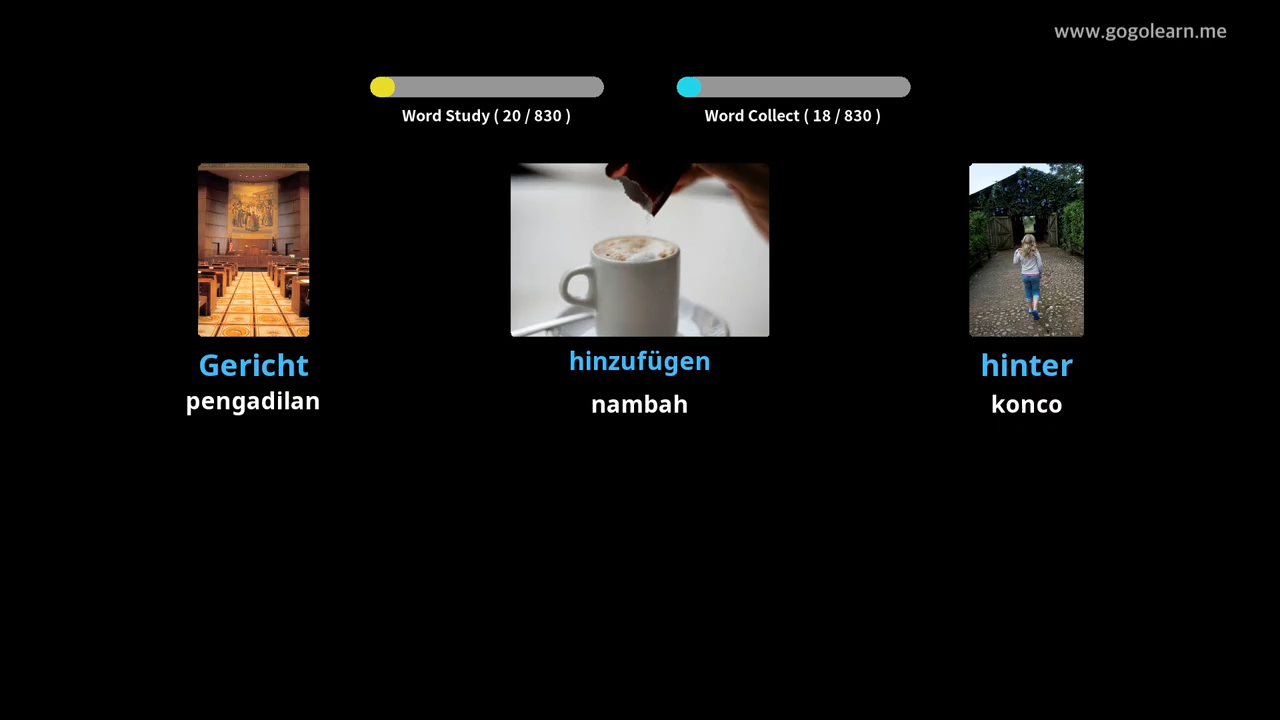 www.gogolearn.me
Word Study ( 20 / 830 )
Word Collect ( 18 / 830 )
Gericht
pengadilan
hinzufügen
nambah
hinter
konco